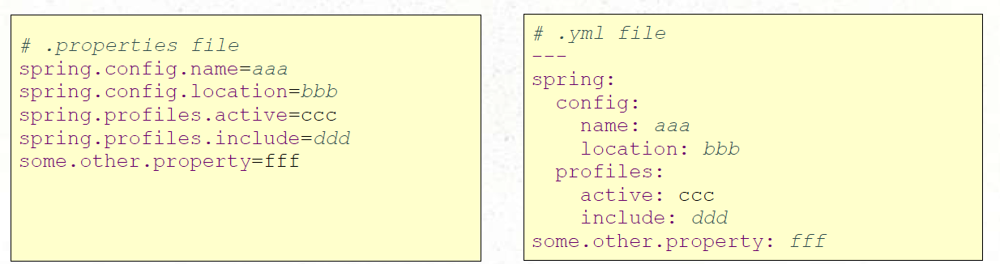 # .properties file
spring.config.name=aaa
spring.config.location=bbb
spring.profiles.active=ccc
spring.profiles.include=ddd
some.other.property=fff
# .yml file
---
spring:
  config:
    name: aaa
    location: bbb
  profiles:
    active: ccc
    include: ddd
some.other.property: fff